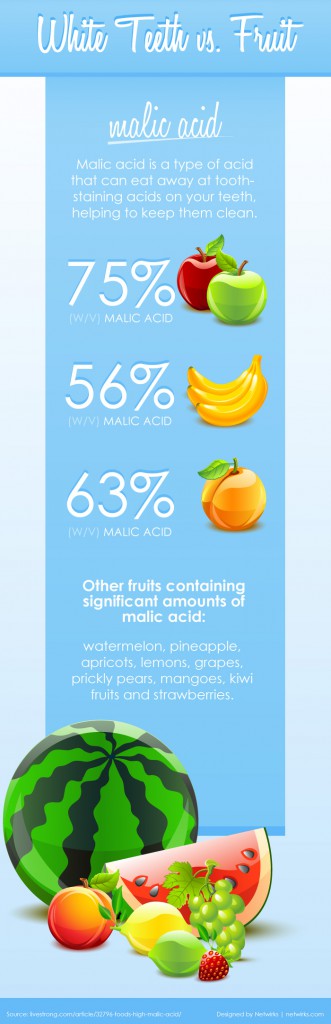 White Teeth vs. Fruit
malic acid
Malic acid is a type of acid
that can eat away at tooth-
staining acids on your teeth,
helping to keep them clean.
75%
(W/V) MALIC ACID
56%
(W/V) MALIC ACID
63%
(W/V) MALIC ACID
Other fruits containing
significant amounts of
malic acid:
watermelon, pineapple,
apricots, lemons, grapes,
prickly pears, mangoes, kiwi
fruits and strawberries.
Source: livestrong.com/article/32796-foods-high-malic-acid/
Designed by Netwirks | netwirks.com